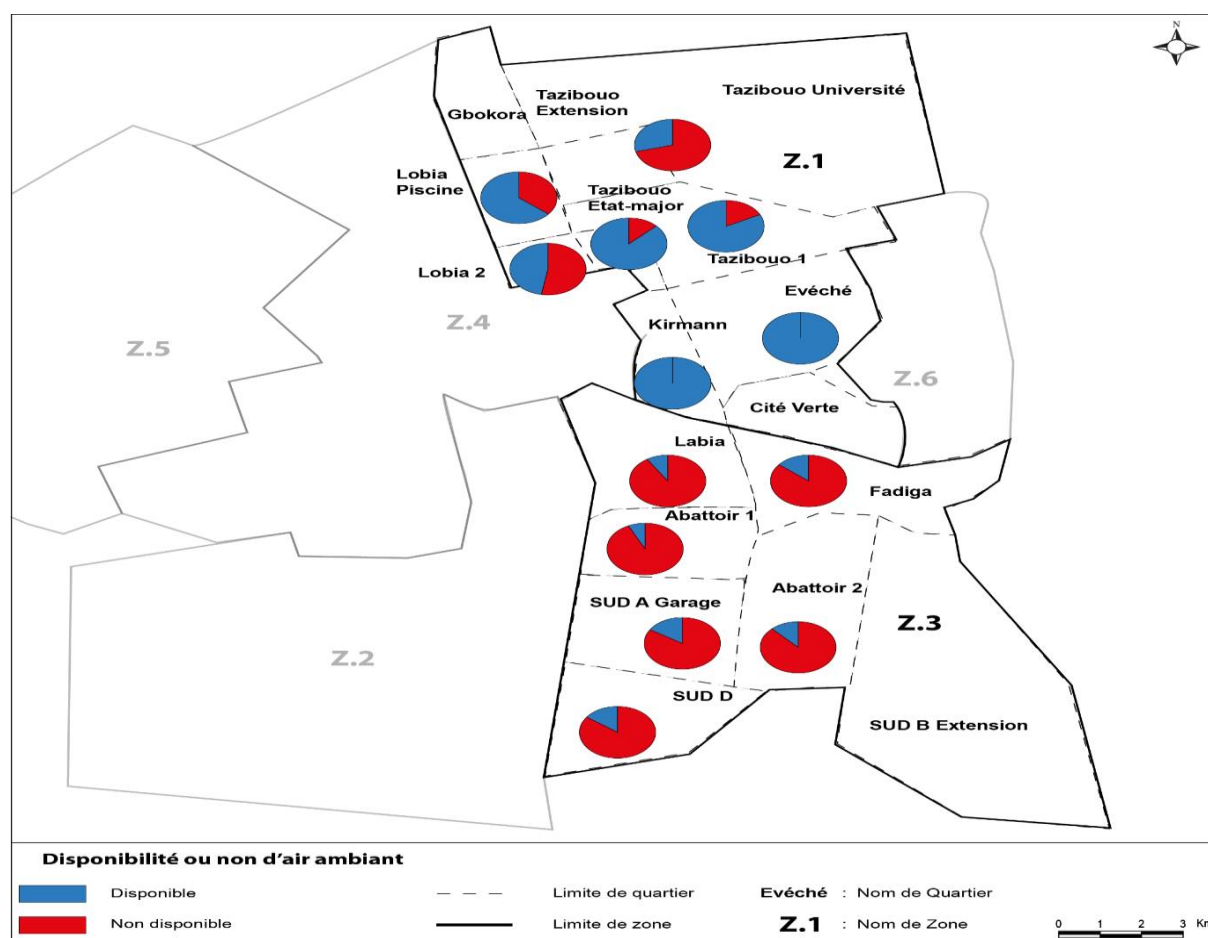 N
Tazibouo Université
Tazibouo
Extension
Gbokora
Z.1
Lobia
Piscine
Tazibouo
Etat-major
Tazibouo 1
Lobia 2
Evéché
Kirmann
Z.4
Z.5
Z.6
Cité Verte
Labia
Fadiga
Abattoir 1
Abattoir 2
SUD A Garage
Z.3
Z.2
SUD D
SUD B Extension
Disponibilité ou non d'air ambiant
Disponible
Limite de quartier
Evéché : Nom de Quartier
Non disponible
Limite de zone
Z.1 : Nom de Zone
0 1 2 3 Km